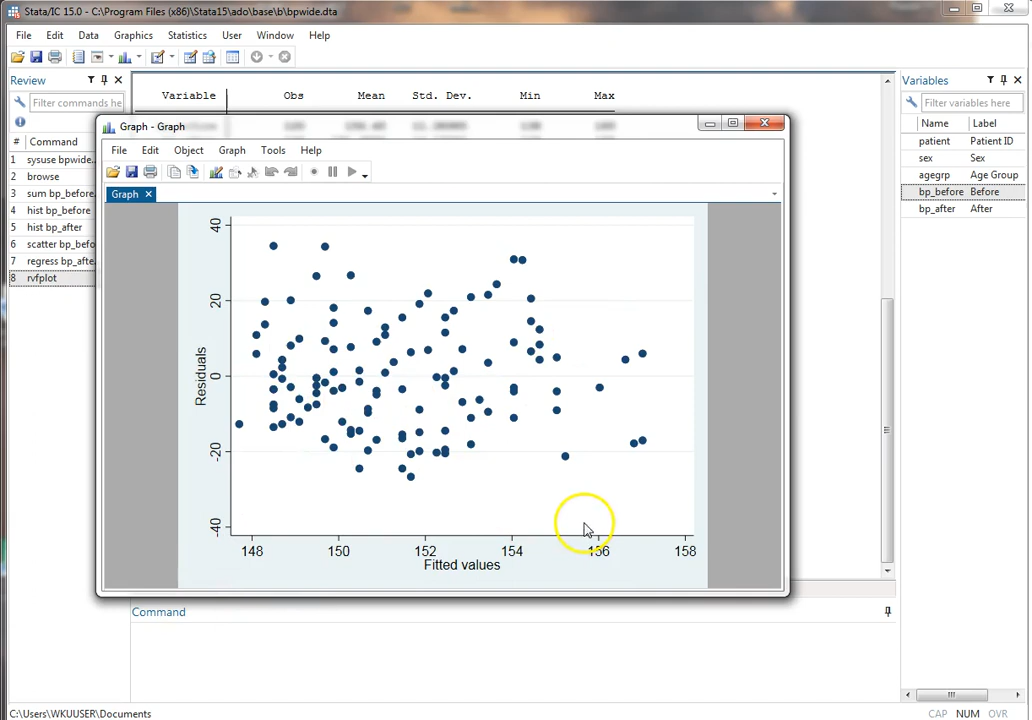 Stata/IC 15.0 - C:\Program Files (x86)\Stata15\ado\base\b\bpwide.dta
File Edit Data Graphics Statistics User Window Help
Review
Filter commands he
# Command
1 sysuse bpwide...
2 browse
3 sum bp_before...
4 hist bp_before
5 hist bp_after
6 scatter bp_befo...
7 regress bp_afte...
8 rvfplot
Variable Obs Mean Std. Dev. Min Max
Graph - Graph
File Edit Object Graph Tools Help
Graph
40
20
0
-20
-40
Residuals
148 150 152 154 156 158
Fitted values
Command
Variables
Filter variables here
Name Label
patient Patient ID
sex Sex
agegrp Age Group
bp_before Before
bp_after After
C:\Users\WKUUSER\Documents
CAP NUM OVR